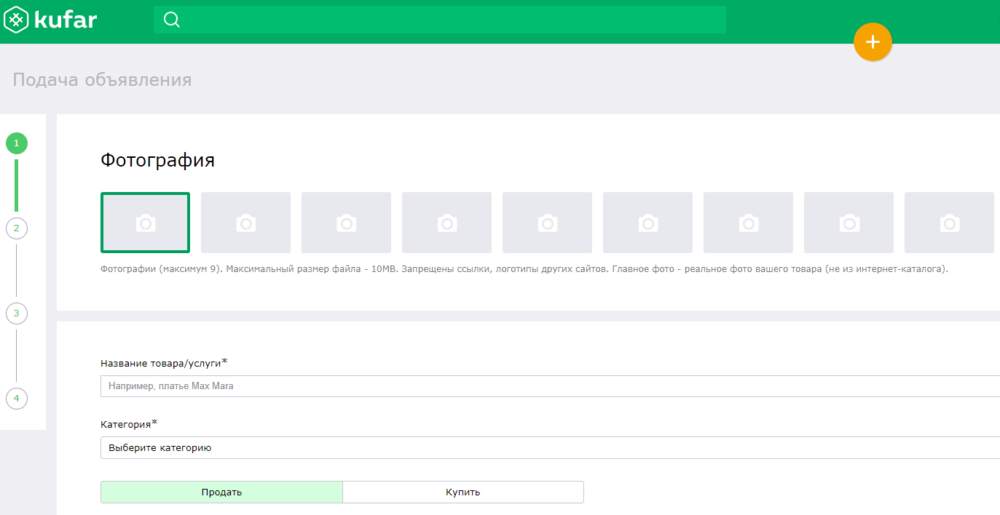 kufar
+
Подача объявления
1
Фотография
2
Фотографии (максимум 9). Максимальный размер файла - 10MB. Запрещены ссылки, логотипы других сайтов. Главное фото - реальное фото вашего товара (не из интернет-каталога).
3
Название товара/услуги*
Например, платье Max Mara
4
Категория*
Выберите категорию
Продать Купить